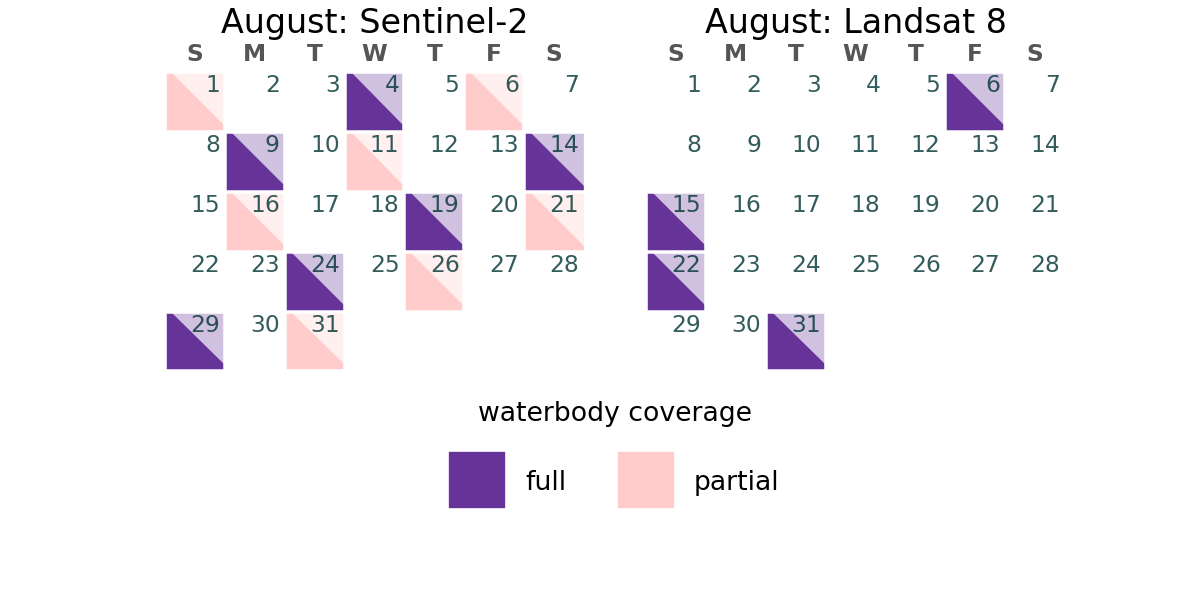 August: Sentinel-2
S M T W T F S
1 2 3 4 5 6 7
8 9 10 11 12 13 14
15 16 17 18 19 20 21
22 23 24 25 26 27 28
29 30 31
August: Landsat 8
S M T W T F S
1 2 3 4 5 6 7
8 9 10 11 12 13 14
15 16 17 18 19 20 21
22 23 24 25 26 27 28
29 30 31
waterbody coverage
full partial